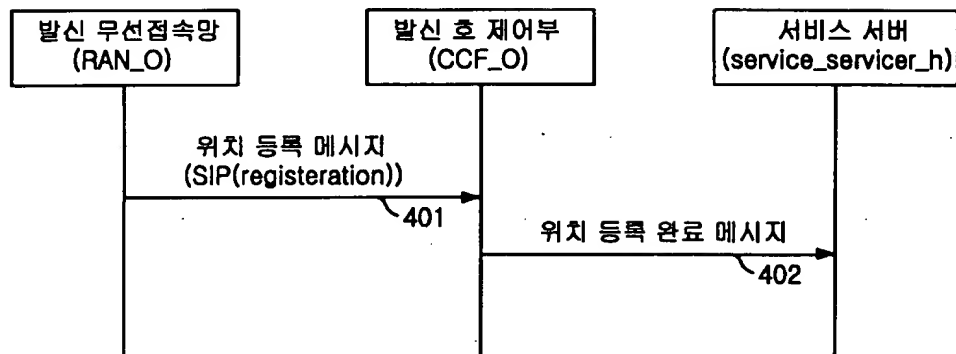 발신 무선접속망
(RAN_O)
발신 호 제어부
(CCF_O)
서비스 서버
(service_servicer_h)
위치 등록 메시지
(SIP(registeration))
401
위치 등록 완료 메시지
402